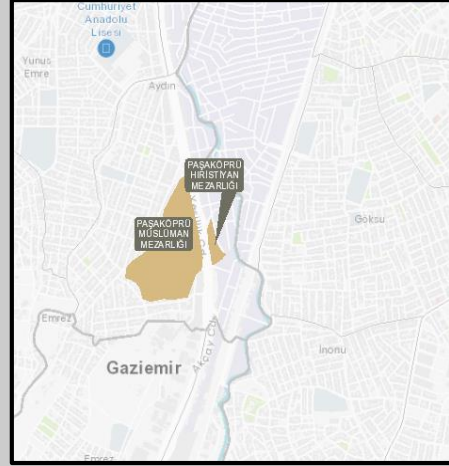 Cumhuriyet
Anadolu
Lisesi
Yunus
Emre
Aydın
PAŞAKÖPRÜ
HIRİSTİYAN
MEZARLIĞI
PAŞAKÖPRÜ
MÜSLÜMAN
MEZARLIĞI
Göksu
Emrez
Akçay Cd.
İnönü
Gaziemir
Emrez